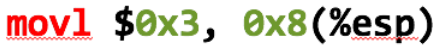 movl $0x3, 0x8(%esp)